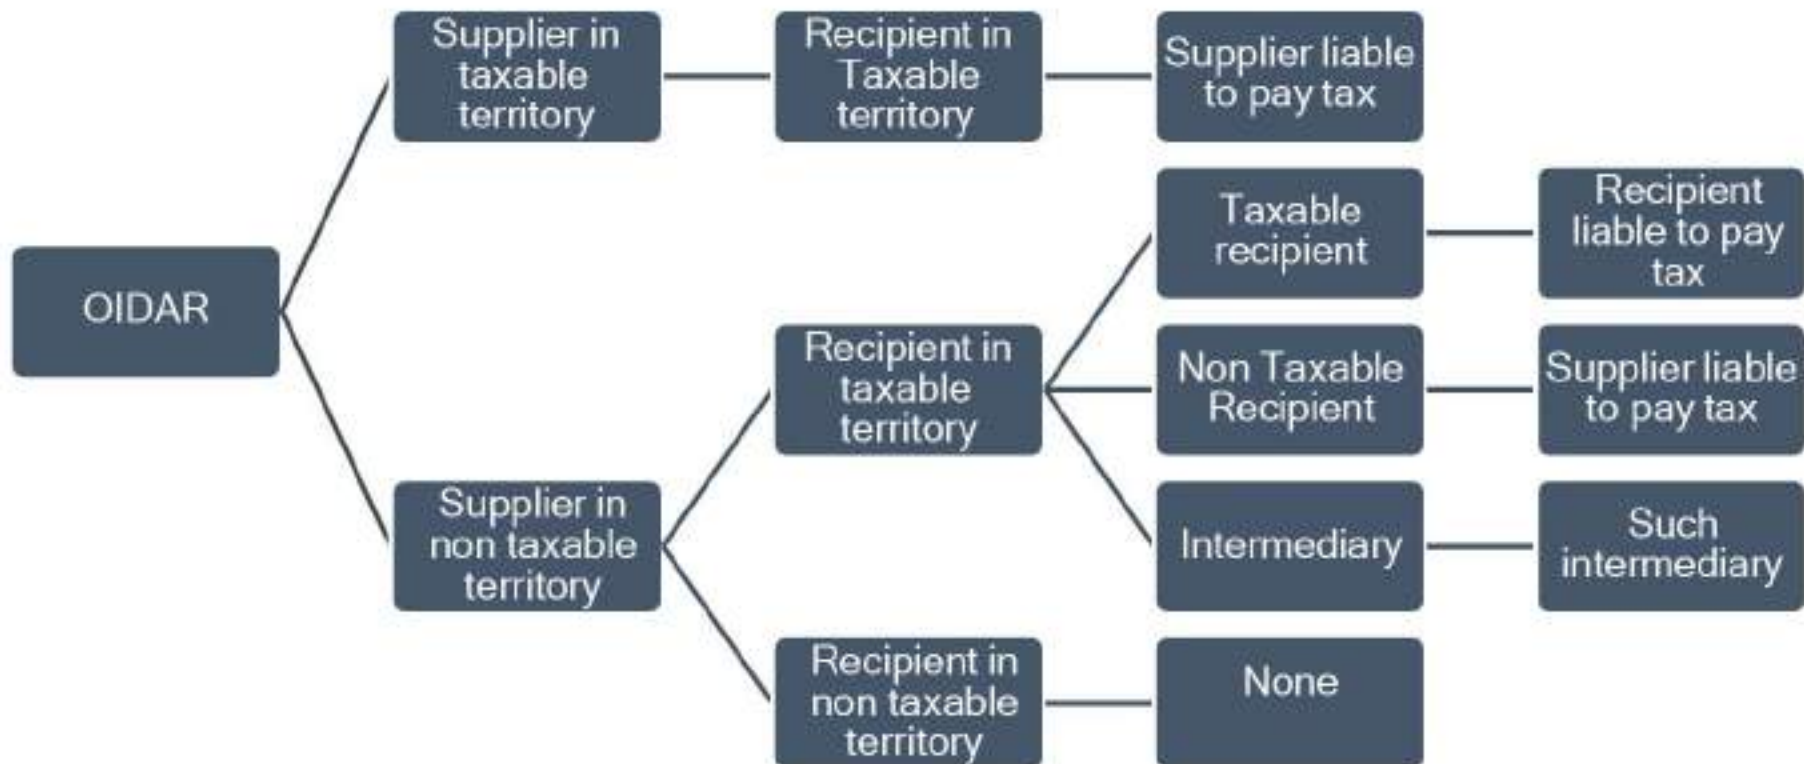 OIDAR
Supplier in
taxable
territory
Recipient in
Taxable
territory
Supplier liable
to pay tax
Supplier in
non taxable
territory
Recipient in
taxable
territory
Taxable
recipient
Recipient
liable to pay
tax
Non Taxable
Recipient
Supplier liable
to pay tax
Intermediary
Such
intermediary
Recipient in
non taxable
territory
None